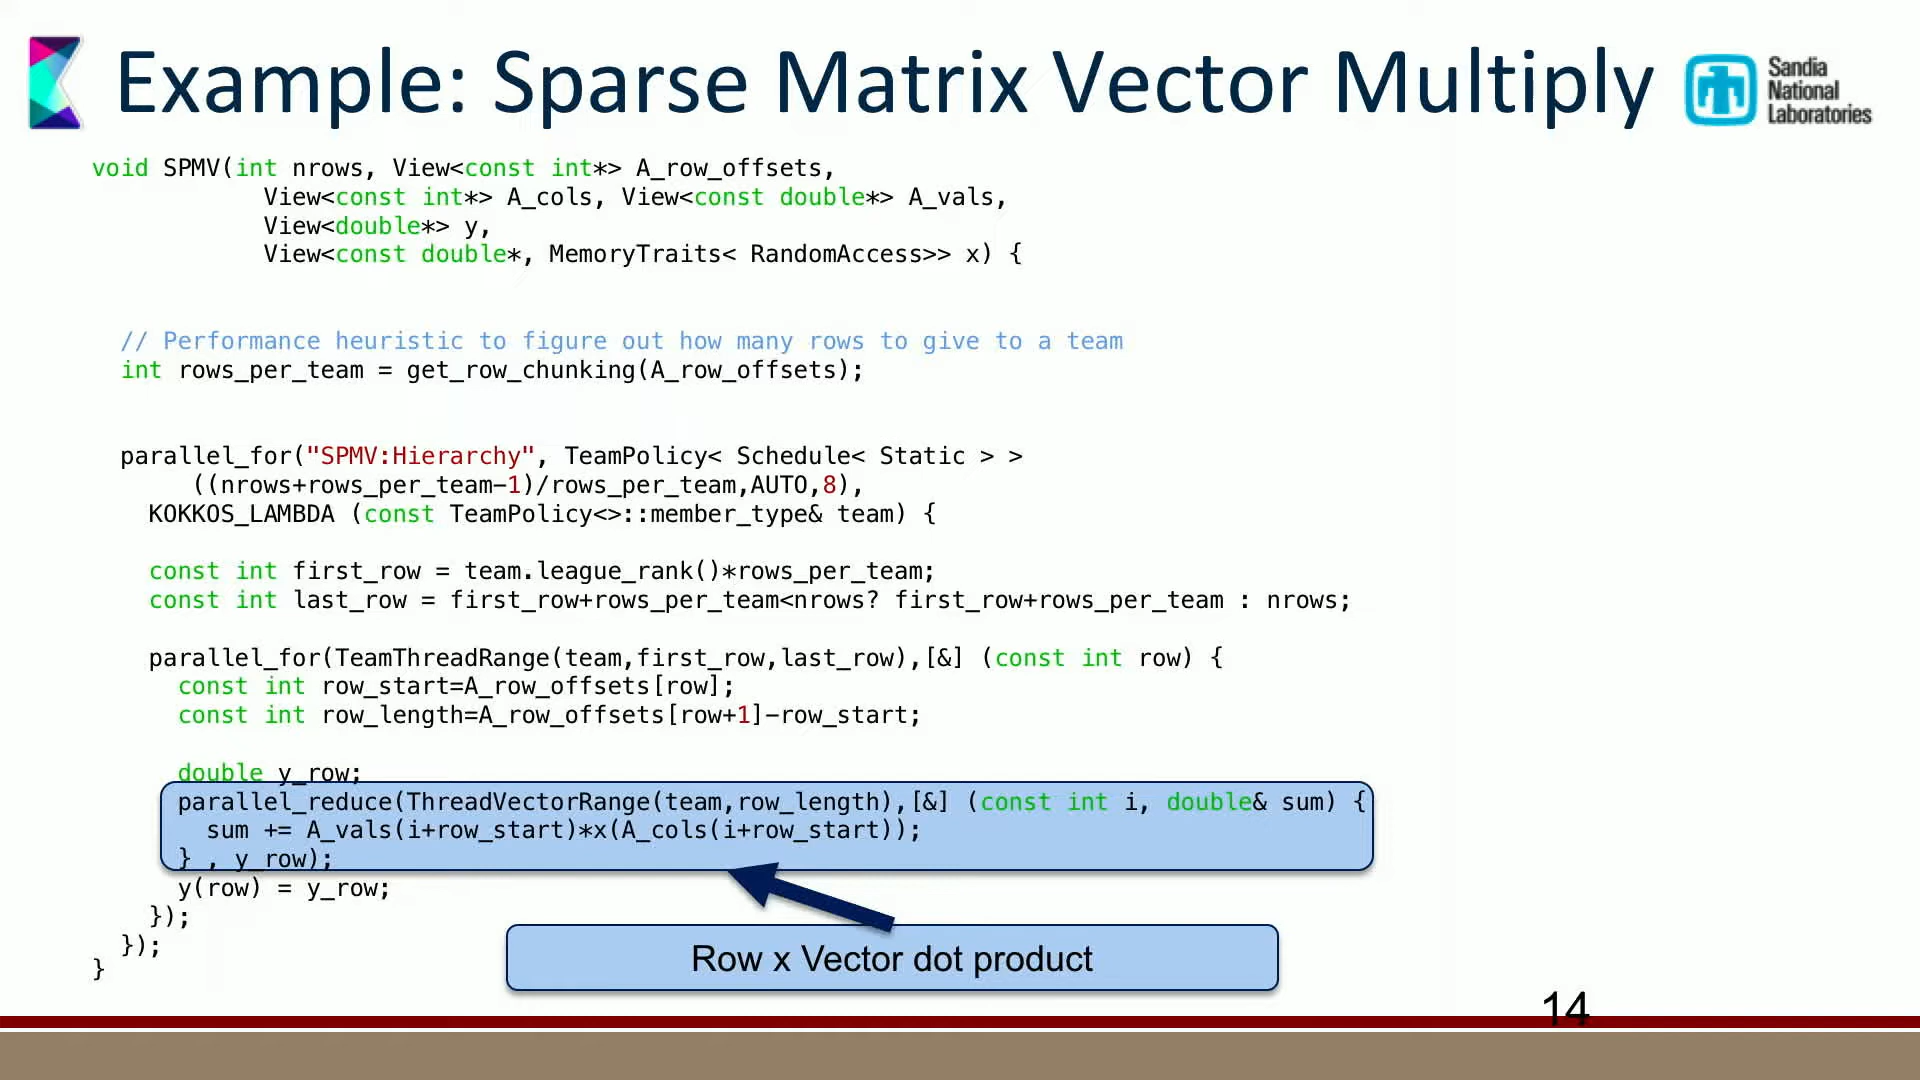 Example: Sparse Matrix Vector Multiply
Sandia
National
Laboratories
void SPMV(int nrows, View<const int*> A_row_offsets,
View<const int*> A_cols, View<const double*> A_vals,
View<double*> y,
View<const double*, MemoryTraits< RandomAccess>> x) {
// Performance heuristic to figure out how many rows to give to a team
int rows_per_team = get_row_chunking(A_row_offsets);
parallel_for("SPMV:Hierarchy", TeamPolicy< Schedule< Static > >
((nrows+rows_per_team-1)/rows_per_team,AUTO,8),
KOKKOS_LAMBDA (const TeamPolicy<>::member_type& team) {
const int first_row = team.league_rank()*rows_per_team;
const int last_row = first_row+rows_per_team<nrows? first_row+rows_per_team : nrows;
parallel_for(TeamThreadRange(team,first_row,last_row),[&] (const int row) {
const int row_start=A_row_offsets[row];
const int row_length=A_row_offsets[row+1]-row_start;
double y_row;
parallel_reduce(ThreadVectorRange(team,row_length),[&] (const int i, double& sum) {
sum += A_vals(i+row_start)*x(A_cols(i+row_start));
} , y_row);
y(row) = y_row;
});
});
}
Row x Vector dot product
14